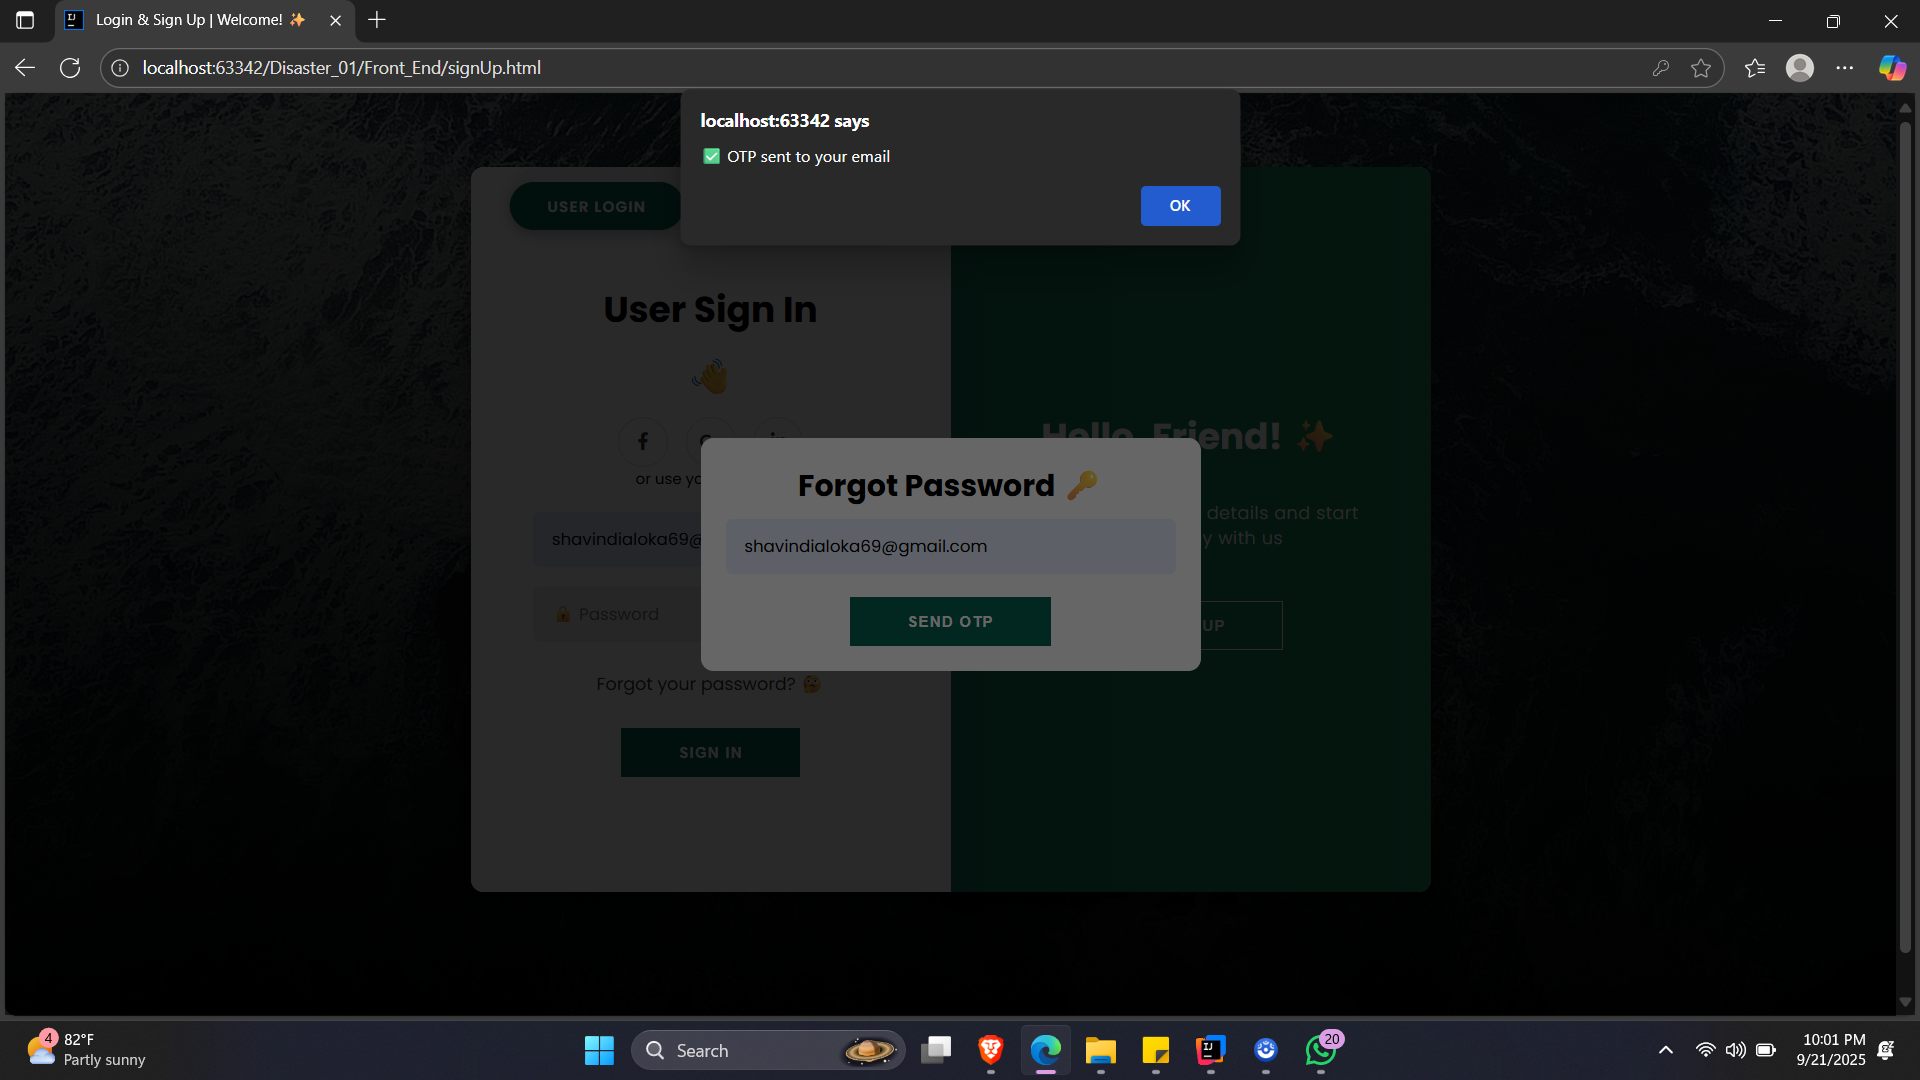 Login & Sign Up | Welcome! ✨
localhost:63342/Disaster_01/Front_End/signUp.html
localhost:63342 says
✅ OTP sent to your email
OK
USER LOGIN
User Sign In
👋
or use yo
shavindialoka69@
🔒 Password
Forgot your password? 🤔
SIGN IN
Forgot Password 🔑
shavindialoka69@gmail.com
SEND OTP
Hello, Friend! ✨
details and start
y with us
UP
4
82°F
Partly sunny
Search
20
10:01 PM
9/21/2025